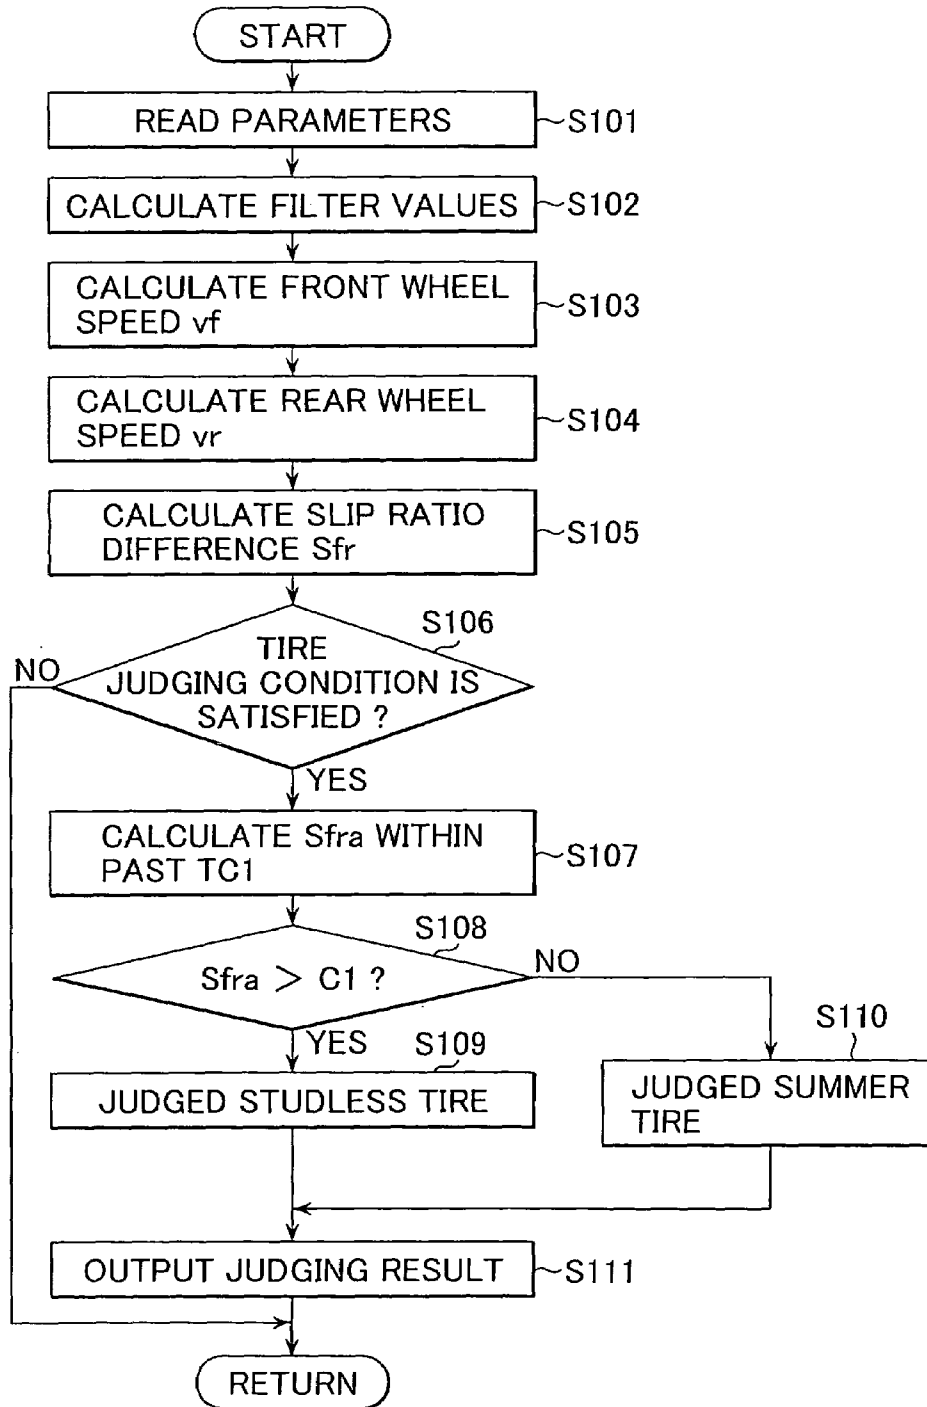 START
READ PARAMETERS
S101
CALCULATE FILTER VALUES
S102
CALCULATE FRONT WHEEL
SPEED vf
S103
CALCULATE REAR WHEEL
SPEED vr
S104
CALCULATE SLIP RATIO
DIFFERENCE Sfr
S105
S106
TIRE
JUDGING CONDITION IS
SATISFIED ?
NO
YES
CALCULATE Sfra WITHIN
PAST TC1
S107
S108
Sfra > C1 ?
NO
YES
S109
JUDGED STUDLESS TIRE
S110
JUDGED SUMMER
TIRE
OUTPUT JUDGING RESULT
S111
RETURN